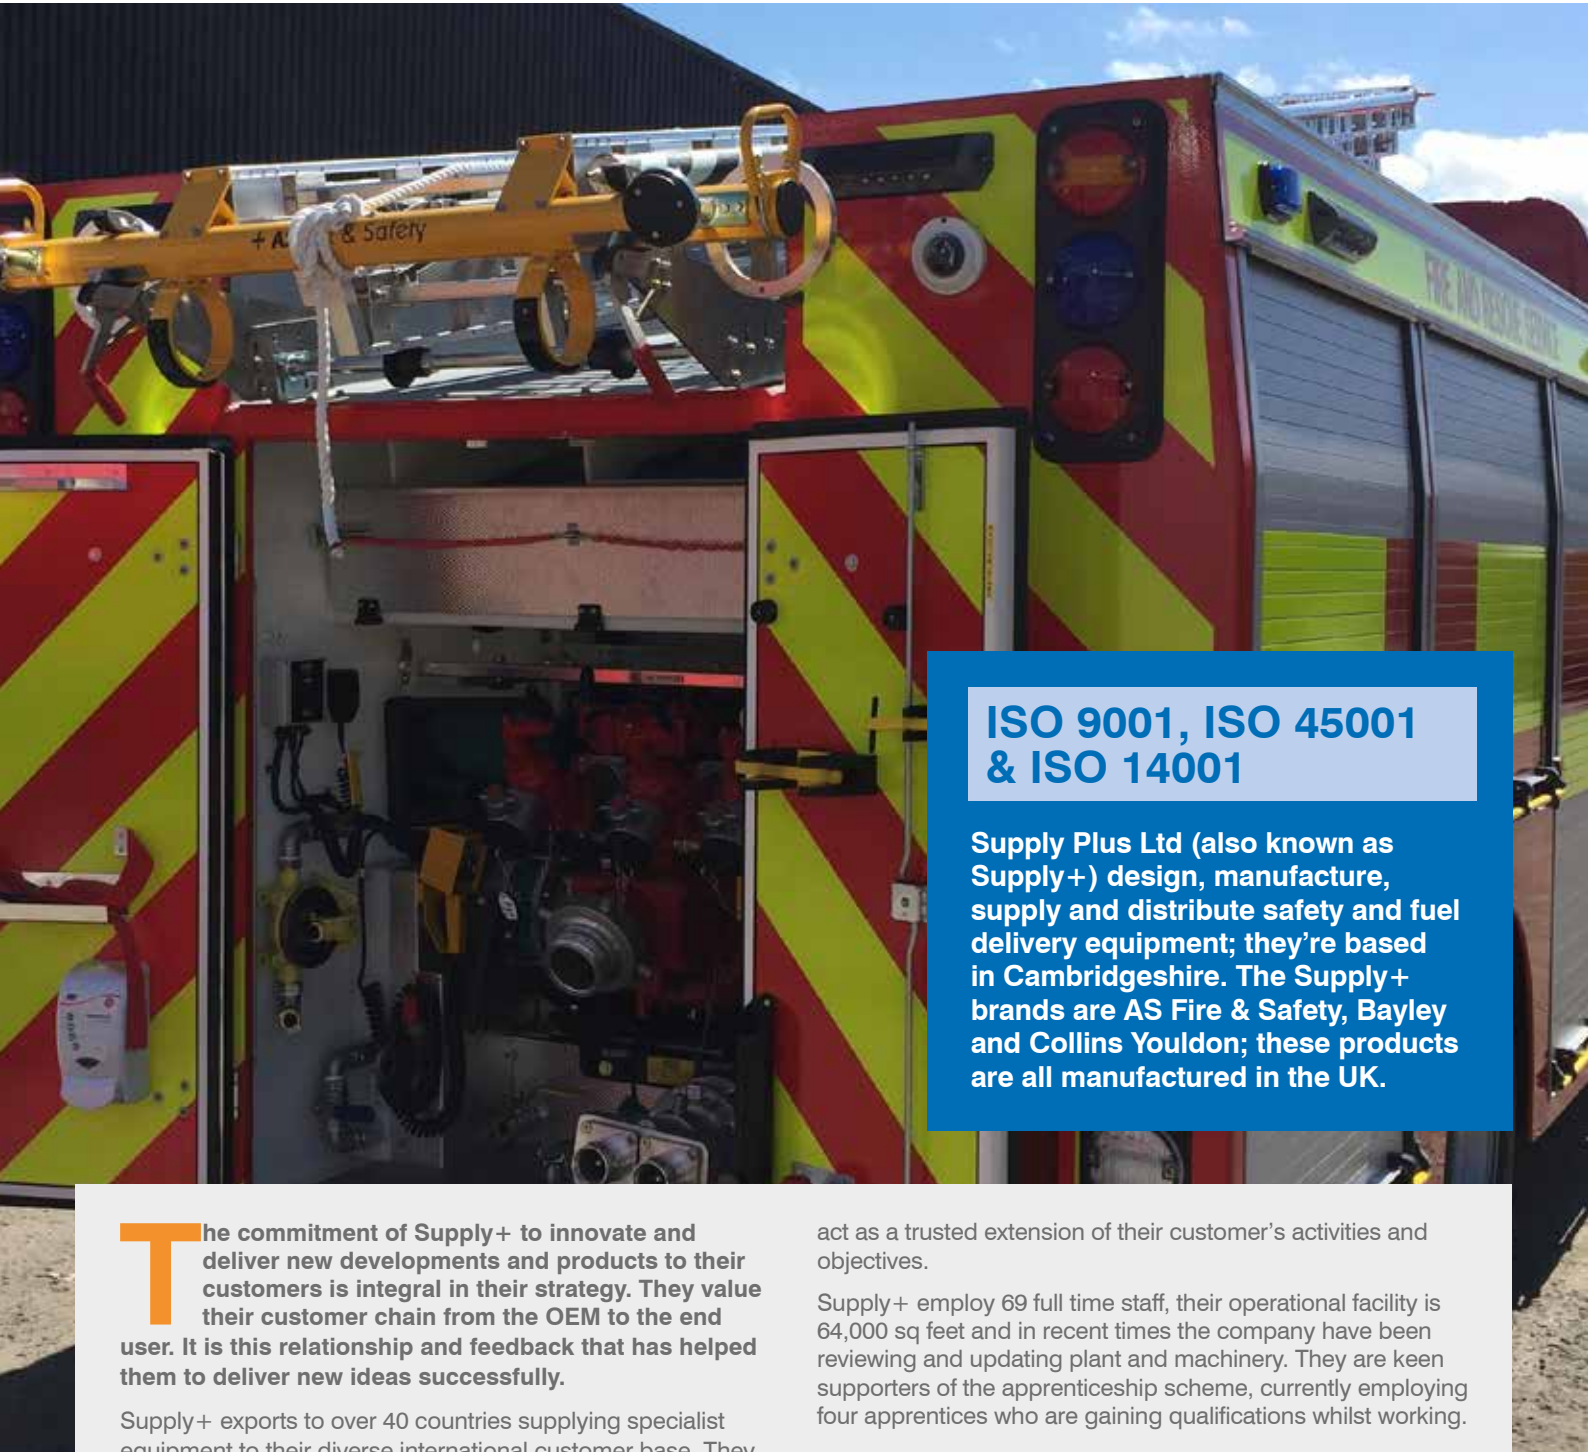 & Safety
FIRE AND RESCUE SERVICE
ISO 9001, ISO 45001
& ISO 14001
Supply Plus Ltd (also known as
Supply+) design, manufacture,
supply and distribute safety and fuel
delivery equipment; they’re based
in Cambridgeshire. The Supply+
brands are AS Fire & Safety, Bayley
and Collins Youldon; these products
are all manufactured in the UK.
The commitment of Supply+ to innovate and
deliver new developments and products to their
customers is integral in their strategy. They value
their customer chain from the OEM to the end
user. It is this relationship and feedback that has helped
them to deliver new ideas successfully.
Supply+ exports to over 40 countries supplying specialist
equipment to their diverse international customer base. They
act as a trusted extension of their customer’s activities and
objectives.
Supply+ employ 69 full time staff, their operational facility is
64,000 sq feet and in recent times the company have been
reviewing and updating plant and machinery. They are keen
supporters of the apprenticeship scheme, currently employing
four apprentices who are gaining qualifications whilst working.